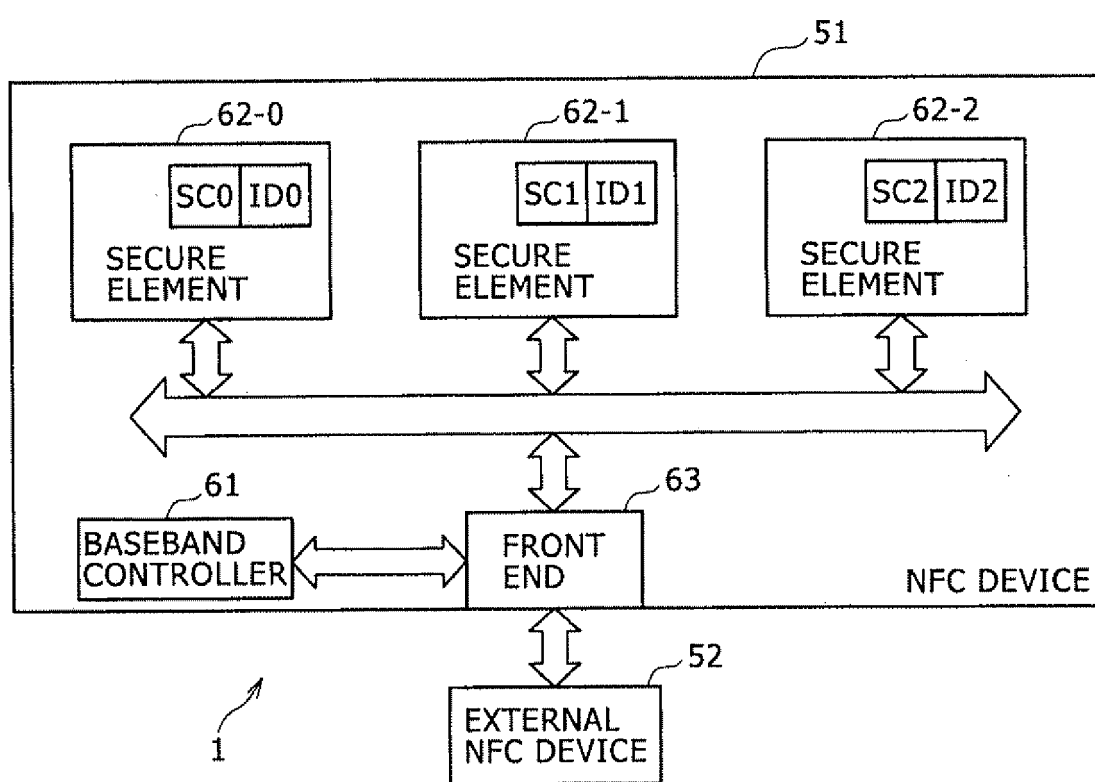 51
62-0
62-1
62-2
SC0 ID0
SC1 ID1
SC2 ID2
SECURE
ELEMENT
SECURE
ELEMENT
SECURE
ELEMENT
61
63
BASEBAND
CONTROLLER
FRONT
END
NFC DEVICE
52
1
EXTERNAL
NFC DEVICE